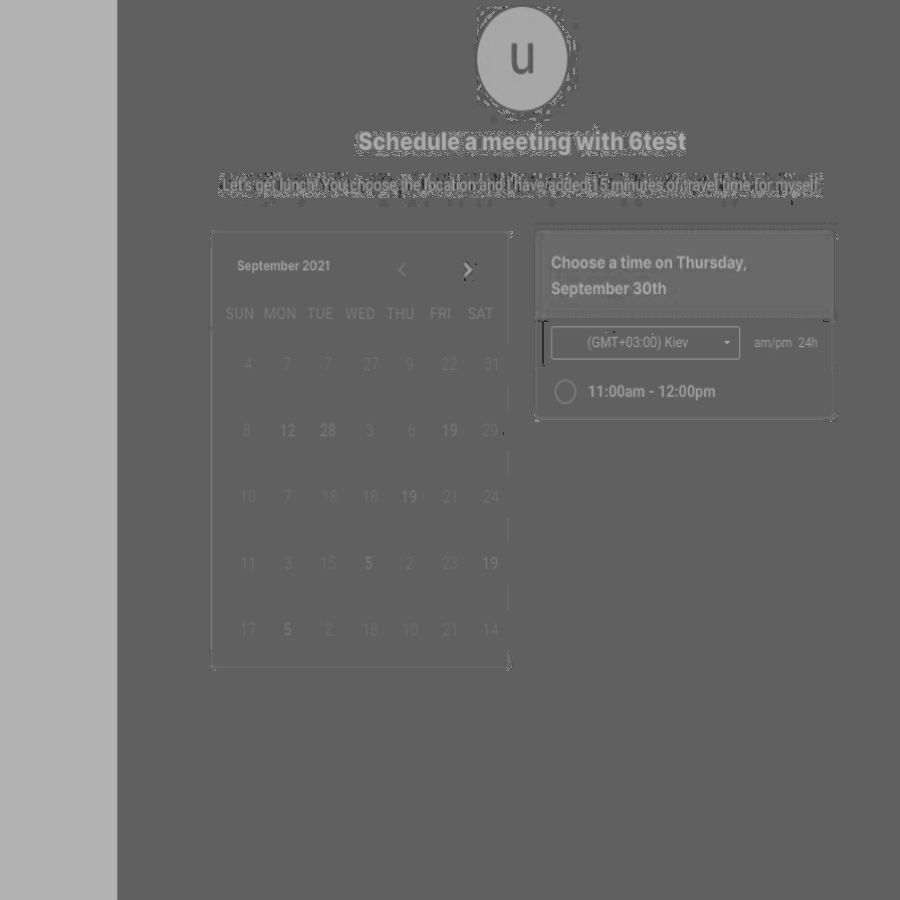 u
Schedule a meeting with 6test
Let's get lunch! You choose the location and I have added 15 minutes of travel time for myself.
September 2021
SUN MON TUE WED THU FRI SAT
4 7 7 27 9 22 31
8 12 28 3 6 19 29
10 7 18 18 19 21 24
11 3 15 5 2 23 19
17 5 2 18 10 21 14
Choose a time on Thursday,
September 30th
(GMT+03:00) Kiev am/pm 24h
11:00am - 12:00pm